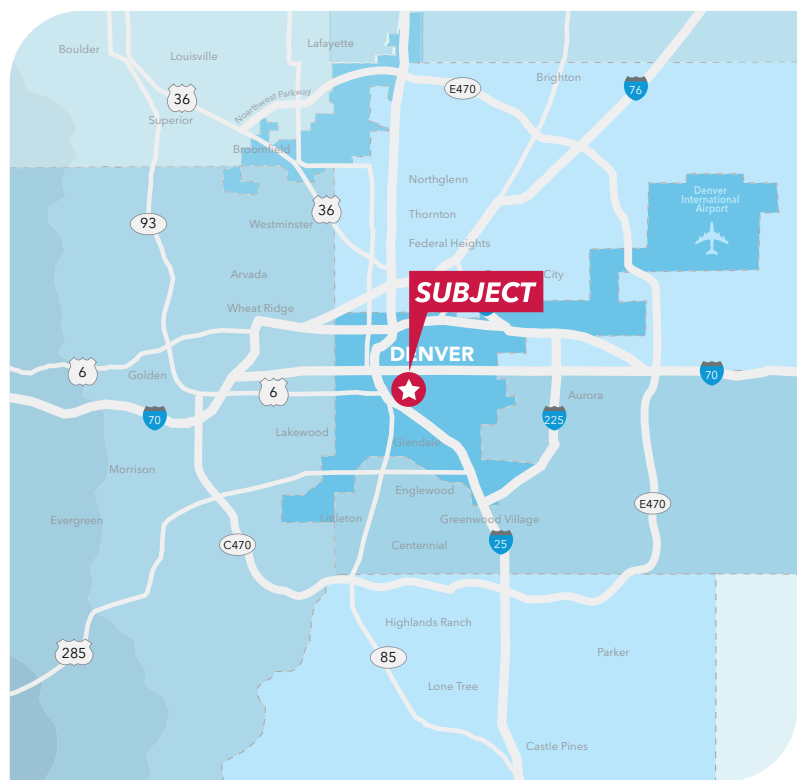 Lafayette
Boulder
Louisville
Brighton
E470
76
36
Noarthwest Parkway
Superior
Broomfield
Northglenn
Denver
International
Airport
36
Thornton
93
Westminster
Federal Heights
Arvada
City
SUBJECT
Wheat Ridge
DENVER
6
Golden
70
6
Aurora
70
225
Lakewood
Glendale
Morrison
Englewood
E470
Evergreen
Littleton
Greenwood Village
C470
Centennial
25
Highlands Ranch
285
85
Parker
Lone Tree
Castle Pines